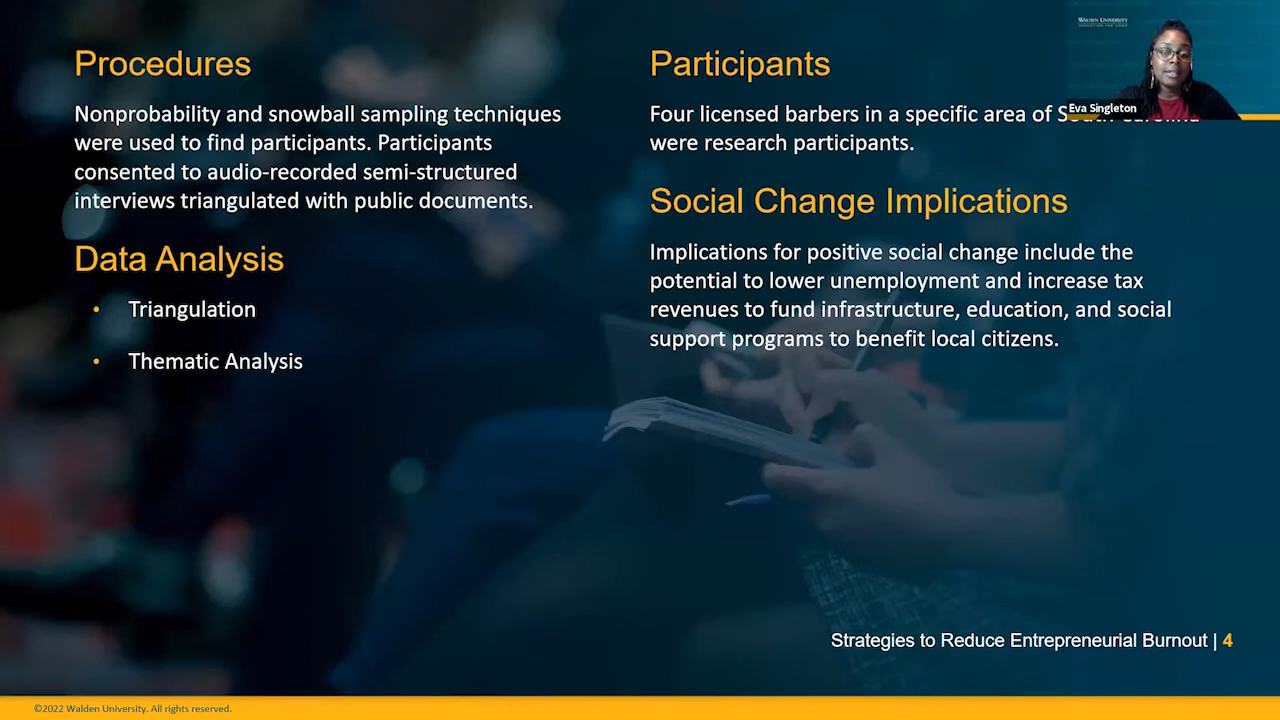 Procedures
Nonprobability and snowball sampling techniques
were used to find participants. Participants
consented to audio-recorded semi-structured
interviews triangulated with public documents.
Data Analysis
• Triangulation
• Thematic Analysis
Participants
Four licensed barbers in a specific area of South Carolina
were research participants.
Social Change Implications
Implications for positive social change include the
potential to lower unemployment and increase tax
revenues to fund infrastructure, education, and social
support programs to benefit local citizens.
WALDEN UNIVERSITY
Eva Singleton
Strategies to Reduce Entrepreneurial Burnout | 4
©2022 Walden University. All rights reserved.